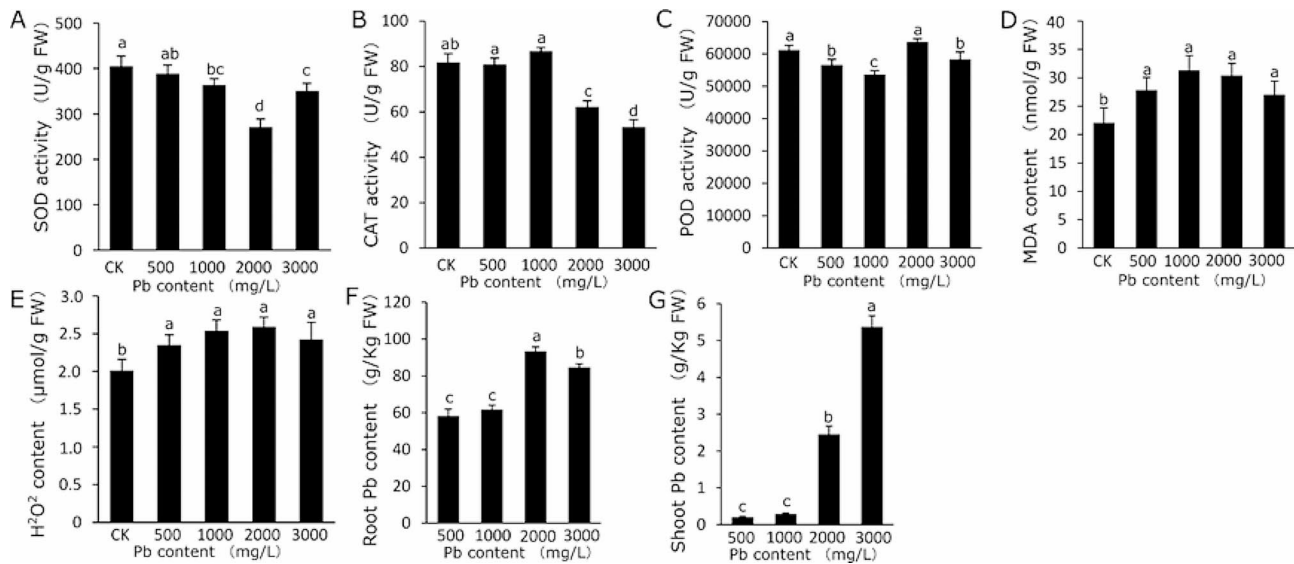 A
SOD activity （U/g FW）
500
400
300
200
100
0
a
ab
bc
d
c
CK 500 1000 2000 3000
Pb content （mg/L）
B
CAT activity （U/g FW）
100
80
60
40
20
0
ab
a
a
c
d
CK 500 1000 2000 3000
Pb content （mg/L）
C
POD activity （U/g FW）
70000
60000
50000
40000
30000
20000
10000
0
a
b
c
a
b
CK 500 1000 2000 3000
Pb content （mg/L）
D
MDA content （nmol/g FW）
40
35
30
25
20
15
10
5
0
b
a
a
a
a
CK 500 1000 2000 3000
Pb content （mg/L）
E
H²O² content （μmol/g FW）
3.0
2.5
2.0
1.5
1.0
0.5
0
b
a
a
a
a
CK 500 1000 2000 3000
Pb content （mg/L）
F
Root Pb content （g/Kg FW）
120
100
80
60
40
20
0
c
c
a
b
500 1000 2000 3000
Pb content （mg/L）
G
Shoot Pb content （g/Kg FW）
6
5
4
3
2
1
0
c
c
b
a
500 1000 2000 3000
Pb content （mg/L）